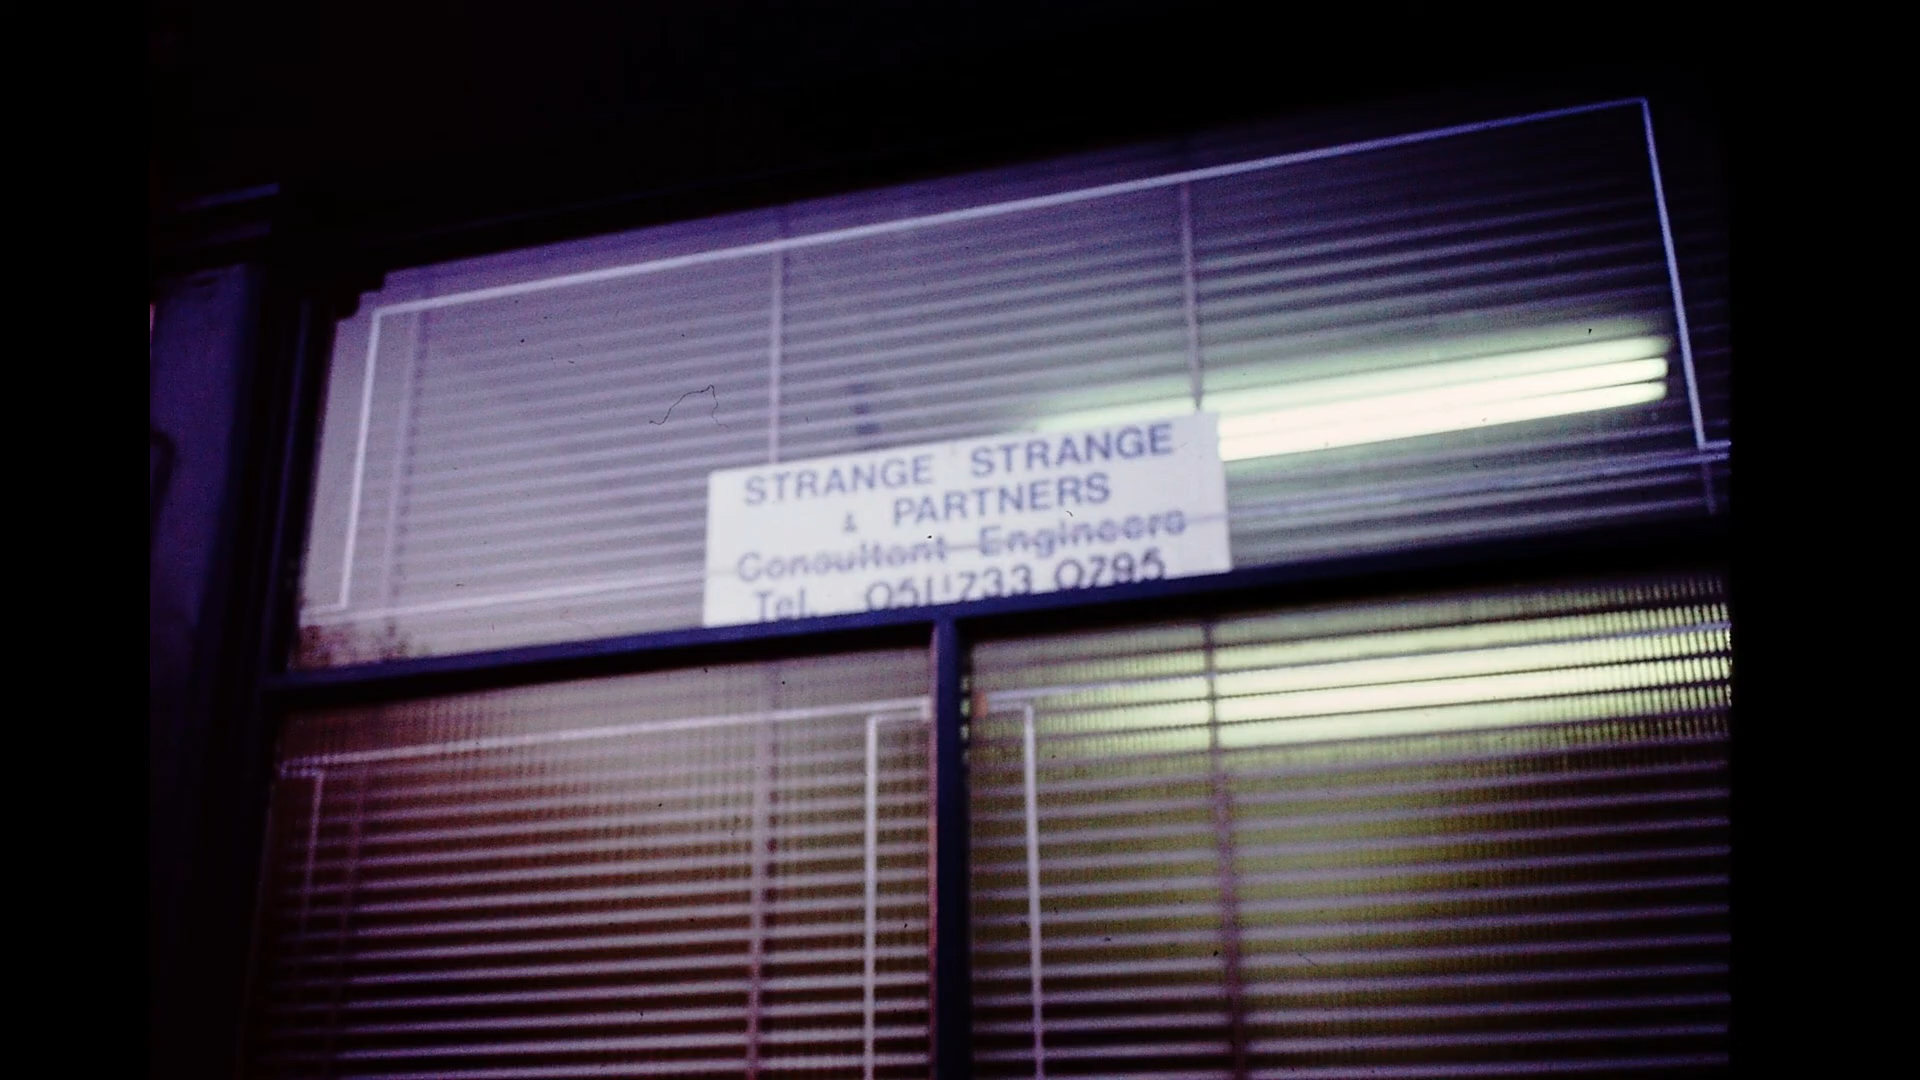 STRANGE STRANGE
& PARTNERS
Consultant Engineers
Tel. 051 733 0795